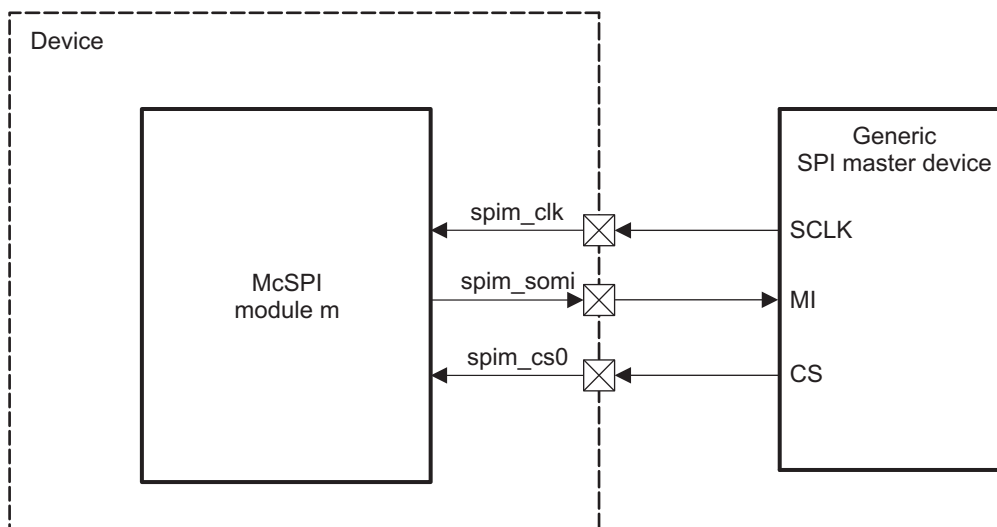 Device
Generic
SPI master device
spim_clk
SCLK
McSPI
module m
spim_somi
MI
spim_cs0
CS